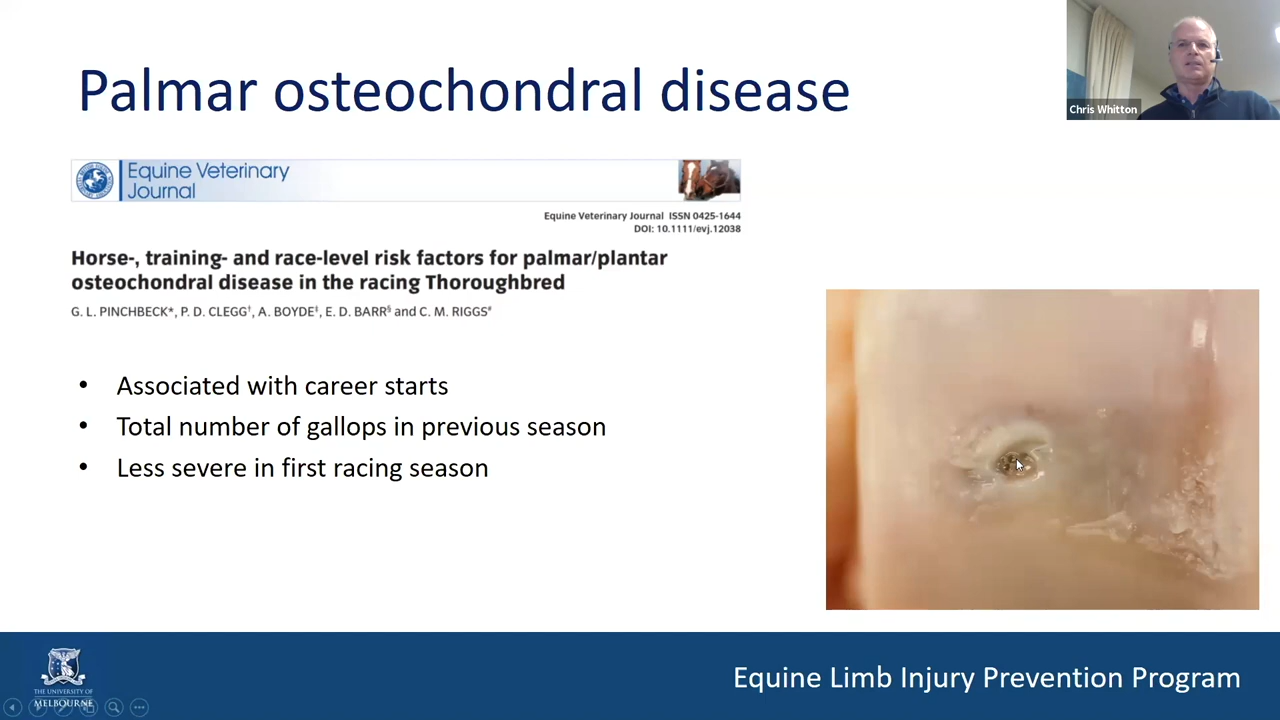 Palmar osteochondral disease
Chris Whitton
Equine Veterinary
Journal
Equine Veterinary Journal ISSN 0425-1644
DOI: 10.1111/evj.12038
Horse-, training- and race-level risk factors for palmar/plantar
osteochondral disease in the racing Thoroughbred
G. L. PINCHBECK*, P. D. CLEGG†, A. BOYDE‡, E. D. BARR§ and C. M. RIGGS#
• Associated with career starts
• Total number of gallops in previous season
• Less severe in first racing season
THE UNIVERSITY OF
MELBOURNE
Equine Limb Injury Prevention Program